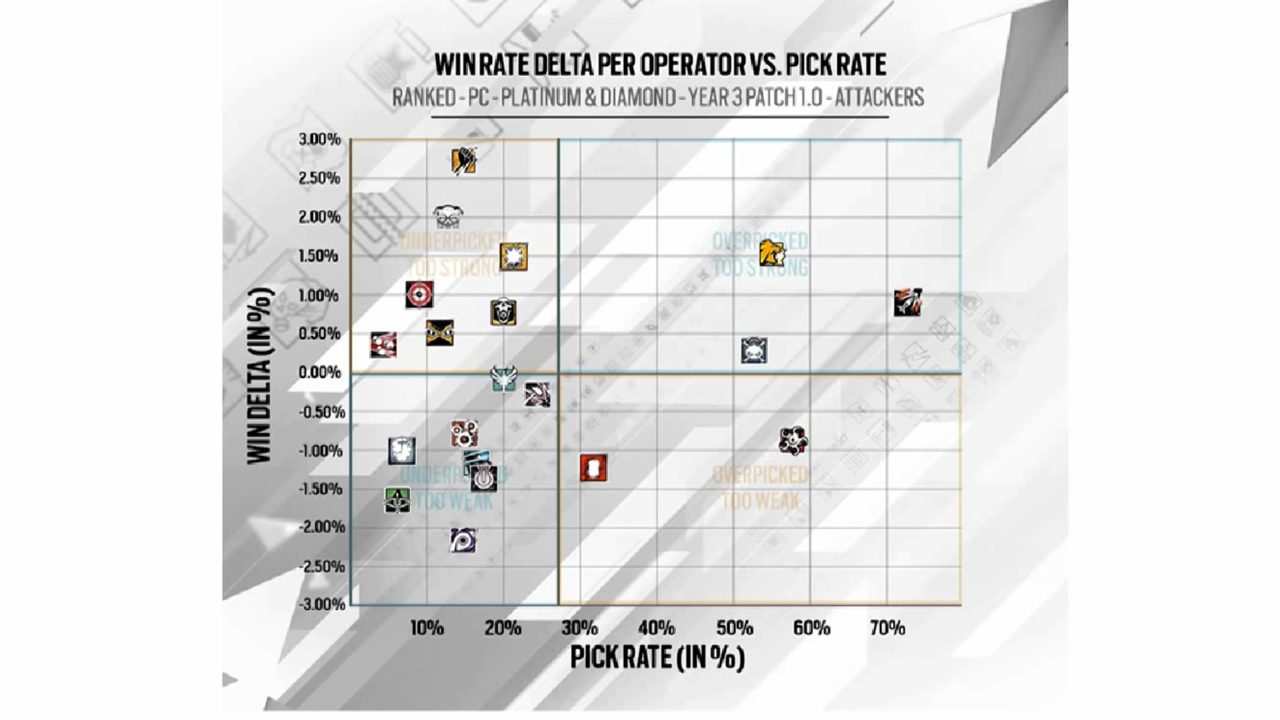 WIN RATE DELTA PER OPERATOR VS. PICK RATE
RANKED - PC - PLATINUM & DIAMOND - YEAR 3 PATCH 1.0 - ATTACKERS
3.00%
2.50%
2.00%
1.50%
1.00%
0.50%
0.00%
-0.50%
-1.00%
-1.50%
-2.00%
-2.50%
-3.00%
WIN DELTA (IN %)
UNDERPICKED
TOO STRONG
OVERPICKED
TOO STRONG
UNDERPICKED
TOO WEAK
OVERPICKED
TOO WEAK
10% 20% 30% 40% 50% 60% 70%
PICK RATE (IN %)